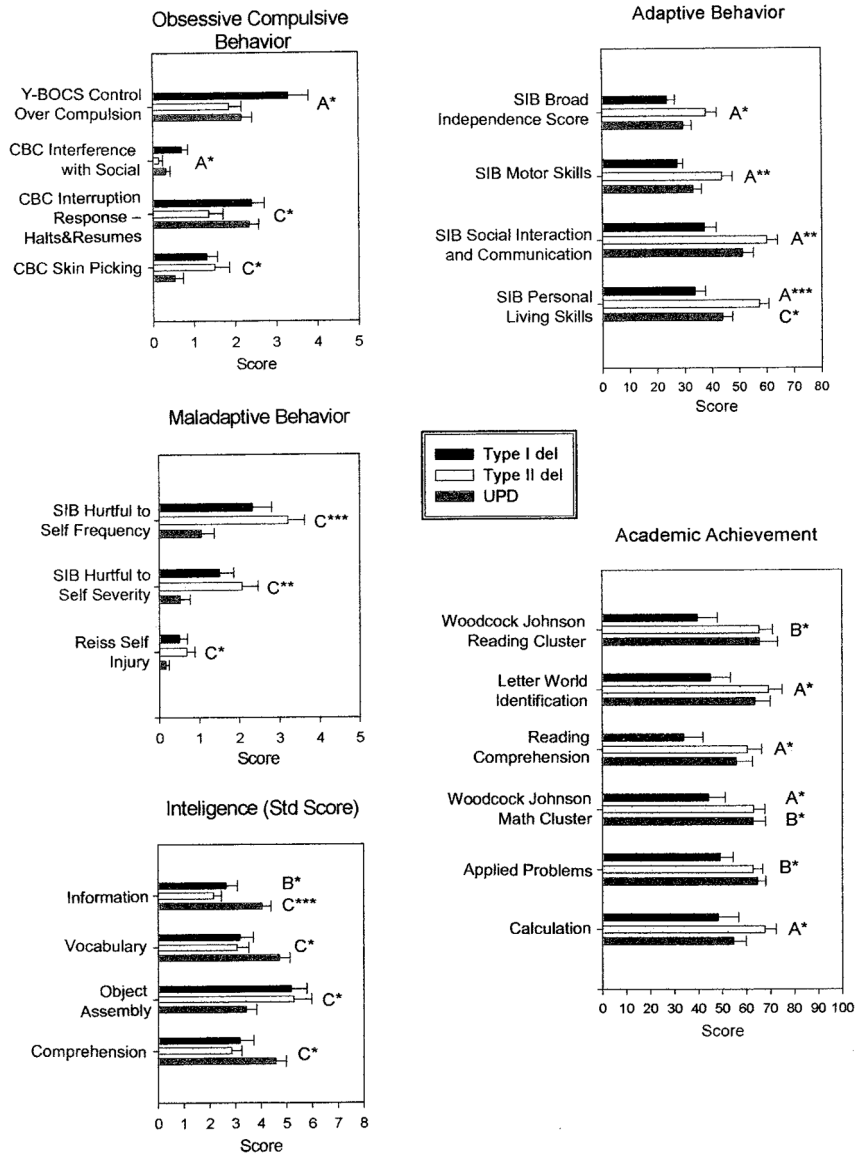 Obsessive Compulsive
Behavior
Y-BOCS Control
Over Compulsion
A*
CBC Interference
with Social
A*
CBC Interruption
Response –
Halts&Resumes
C*
CBC Skin Picking
C*
0 1 2 3 4 5
Score
Adaptive Behavior
SIB Broad
Independence Score
A*
SIB Motor Skills
A**
SIB Social Interaction
and Communication
A**
SIB Personal
Living Skills
A***
C*
0 10 20 30 40 50 60 70 80
Score
Maladaptive Behavior
SIB Hurtful to
Self Frequency
C***
SIB Hurtful to
Self Severity
C**
Reiss Self
Injury
C*
0 1 2 3 4 5
Score
Type I del
Type II del
UPD
Academic Achievement
Woodcock Johnson
Reading Cluster
B*
Letter World
Identification
A*
Reading
Comprehension
A*
Woodcock Johnson
Math Cluster
A*
B*
Applied Problems
B*
Calculation
A*
0 10 20 30 40 50 60 70 80 90 100
Score
Inteligence (Std Score)
Information
B*
C***
Vocabulary
C*
Object
Assembly
C*
Comprehension
C*
0 1 2 3 4 5 6 7 8
Score